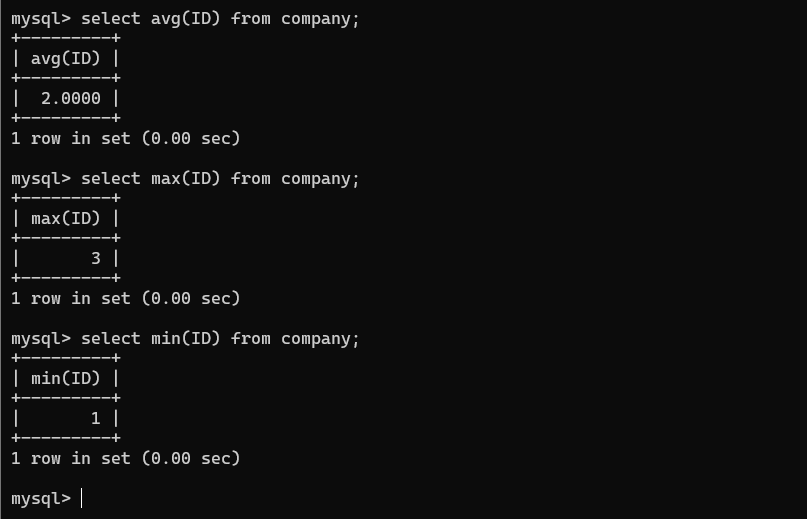 mysql> select avg(ID) from company;
+---------+
| avg(ID) |
+---------+
|  2.0000 |
+---------+
1 row in set (0.00 sec)

mysql> select max(ID) from company;
+---------+
| max(ID) |
+---------+
|       3 |
+---------+
1 row in set (0.00 sec)

mysql> select min(ID) from company;
+---------+
| min(ID) |
+---------+
|       1 |
+---------+
1 row in set (0.00 sec)

mysql>